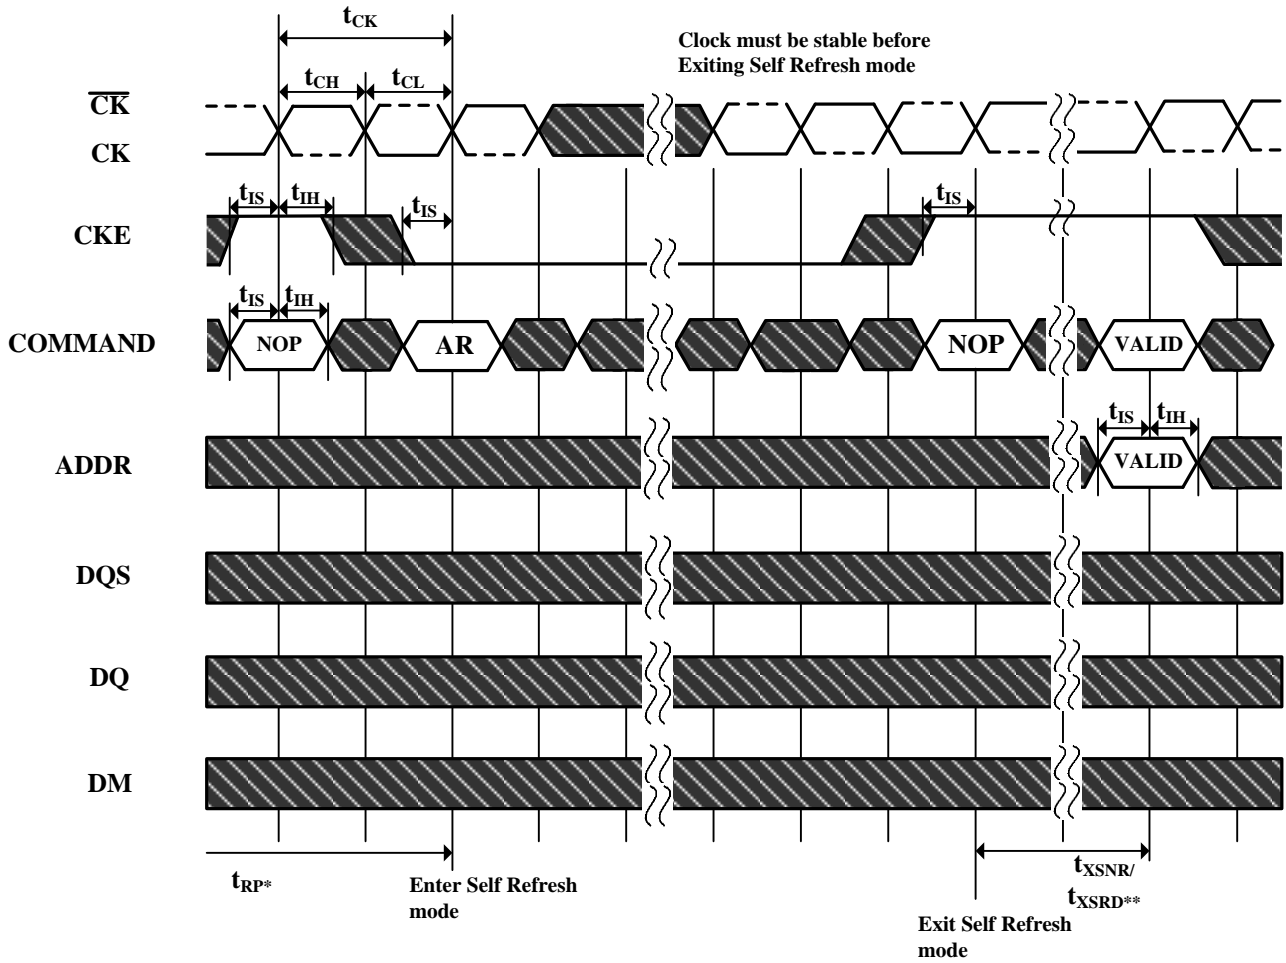 tCK
Clock must be stable before
Exiting Self Refresh mode
tCH
tCL
CK
CK
tIS
tIH
tIS
tIS
CKE
tIS
tIH
COMMAND
NOP
AR
NOP
VALID
tIS
tIH
ADDR
VALID
DQS
DQ
DM
tRP*
Enter Self Refresh
mode
tXSNR/
tXSRD**
Exit Self Refresh
mode